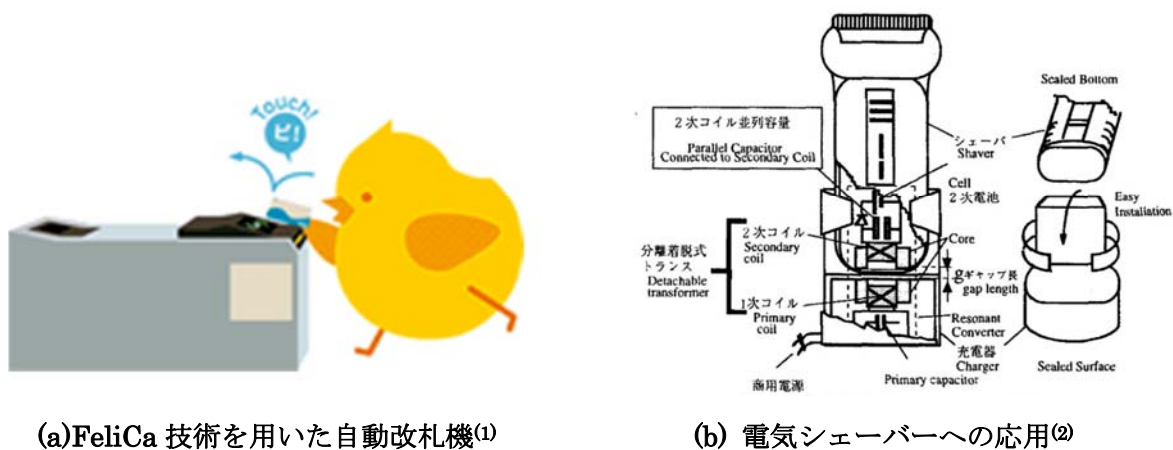 Touch!
ピ!
(a)FeliCa 技術を用いた自動改札機(1)
2次コイル並列容量
Parallel Capacitor
Connected to Secondary Coil
分離着脱式
トランス
Detachable
transformer
2次コイル
Secondary
coil
1次コイル
Primary
coil
商用電源
Primary capacitor
シェーバ
Shaver
Cell
2次電池
Core
gギャップ長
gap length
Resonant
Converter
充電器
Charger
Sealed Bottom
Easy
Installation
Sealed Surface
(b) 電気シェーバーへの応用(2)